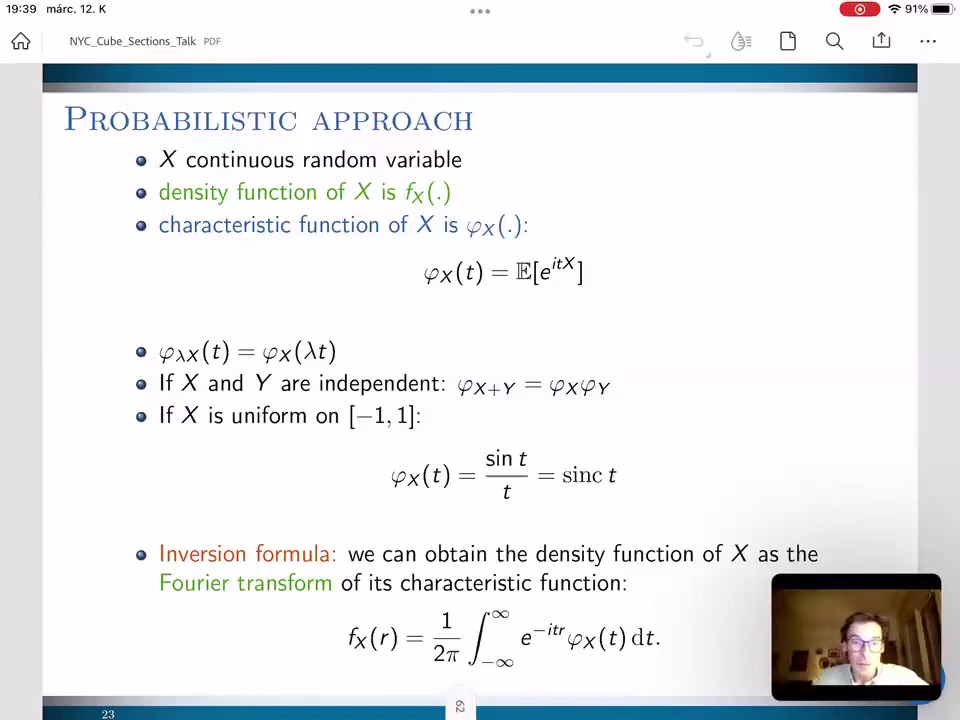 19:39 márc. 12. K
91%
NYC_Cube_Sections_Talk PDF
PROBABILISTIC APPROACH
X continuous random variable
density function of X is f_X(.)
characteristic function of X is φ_X(.):
φ_X(t) = 𝔼[e^{itX}]
φ_{λX}(t) = φ_X(λt)
If X and Y are independent: φ_{X+Y} = φ_Xφ_Y
If X is uniform on [−1, 1]:
φ_X(t) = sin t / t = sinc t
Inversion formula: we can obtain the density function of X as the
Fourier transform of its characteristic function:
f_X(r) = 1/2π ∫_{−∞}^{∞} e^{−itr} φ_X(t) dt.
23
62